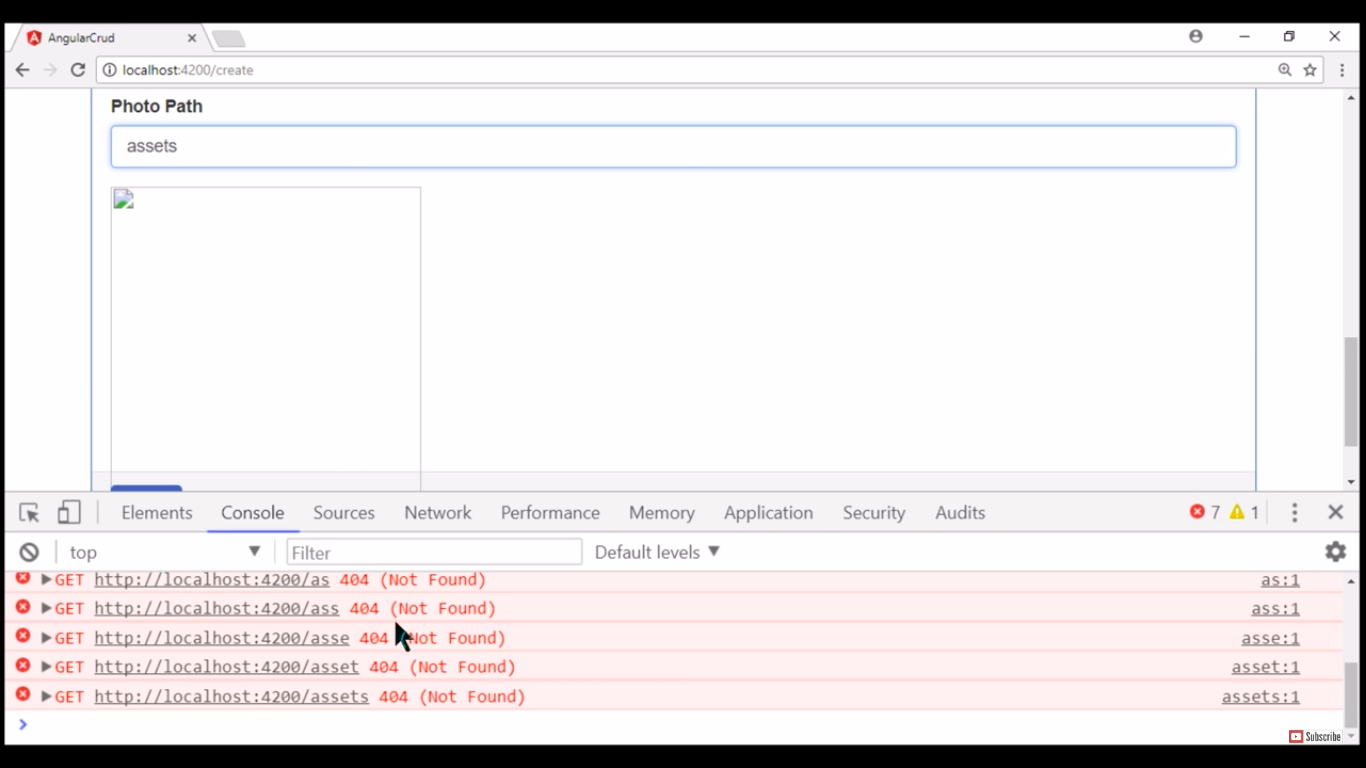 AngularCrud
localhost:4200/create
Photo Path
assets
Elements Console Sources Network Performance Memory Application Security Audits 7 1
top Filter Default levels
GET http://localhost:4200/as 404 (Not Found) as:1
GET http://localhost:4200/ass 404 (Not Found) ass:1
GET http://localhost:4200/asse 404 (Not Found) asse:1
GET http://localhost:4200/asset 404 (Not Found) asset:1
GET http://localhost:4200/assets 404 (Not Found) assets:1
Subscribe